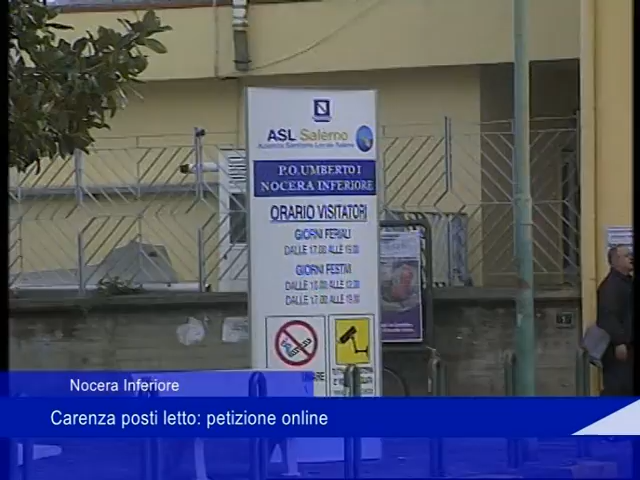 ASL Salerno
Azienda Sanitaria Locale Salerno
P.O. UMBERTO I
NOCERA INFERIORE
ORARIO VISITATORI
GIORNI FERIALI
DALLE 17.00 ALLE 19.00
GIORNI FESTIVI
DALLE 10.00 ALLE 12.00
DALLE 17.00 ALLE 19.00
Nocera Inferiore
Carenza posti letto: petizione online